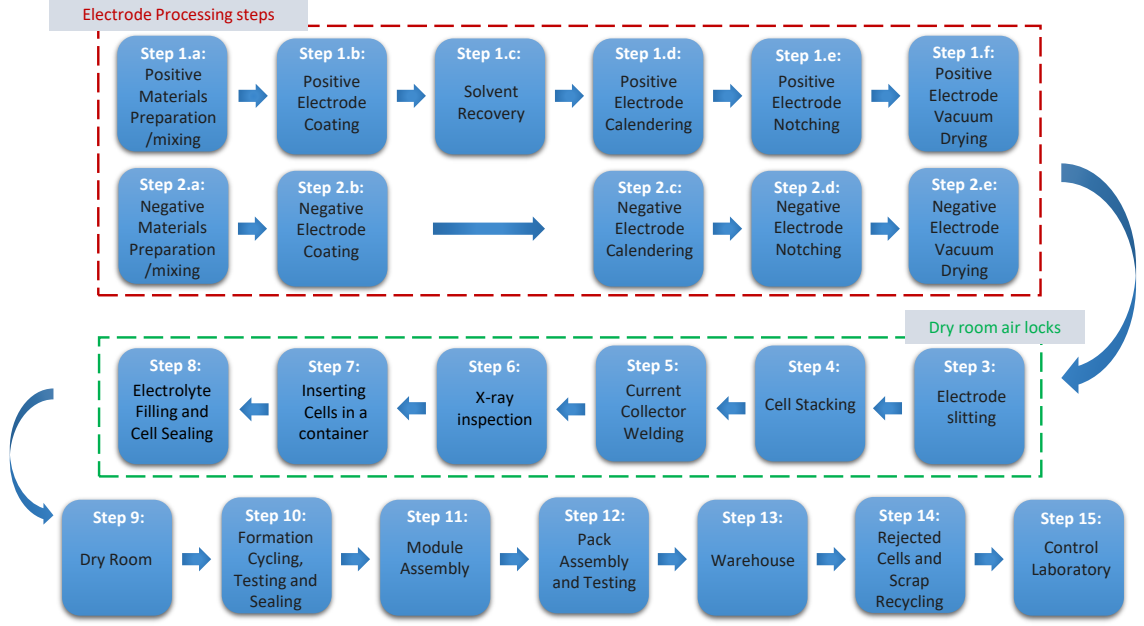 Electrode Processing steps
Step 1.a:
Positive
Materials
Preparation
/mixing)
Step 1.b:
Positive
Electrode
Coating
Step 1.c:
Solvent
Recovery
Step 1.d:
Positive
Electrode
Calendering
Step 1.e:
Positive
Electrode
Notching
Step 1.f:
Positive
Electrode
Vacuum
Drying
Step 2.a:
Negative
Materials
Preparation
/mixing)
Step 2.b:
Negative
Electrode
Coating
Step 2.c:
Negative
Electrode
Calendering
Step 2.d:
Negative
Electrode
Notching
Step 2.e:
Negative
Electrode
Vacuum
Drying
Dry room air locks
Step 8:
Electrolyte
Filling and
Cell Sealing
Step 7:
Inserting
Cells in a
container
Step 6:
X-ray
inspection
Step 5:
Current
Collector
Welding
Step 4:
Cell Stacking
Step 3:
Electrode
slitting
Step 9:
Dry Room
Step 10:
Formation
Cycling,
Testing and
Sealing
Step 11:
Module
Assembly
Step 12:
Pack
Assembly
and Testing
Step 13:
Warehouse
Step 14:
Rejected
Cells and
Scrap
Recycling
Step 15:
Control
Laboratory